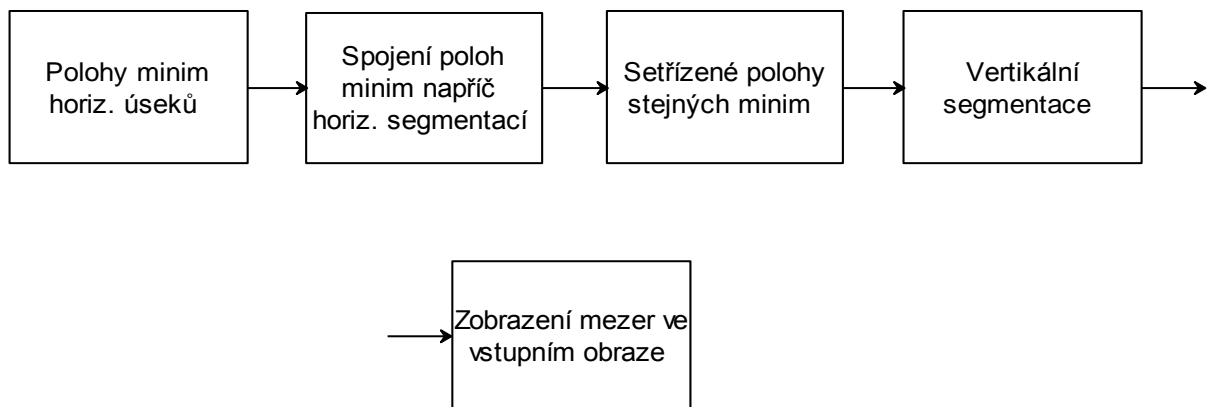 Polohy minim
horiz. úseků
Spojení poloh
minim napříč
horiz. segmentací
Setřízené polohy
stejných minim
Vertikální
segmentace
Zobrazení mezer ve
vstupním obraze